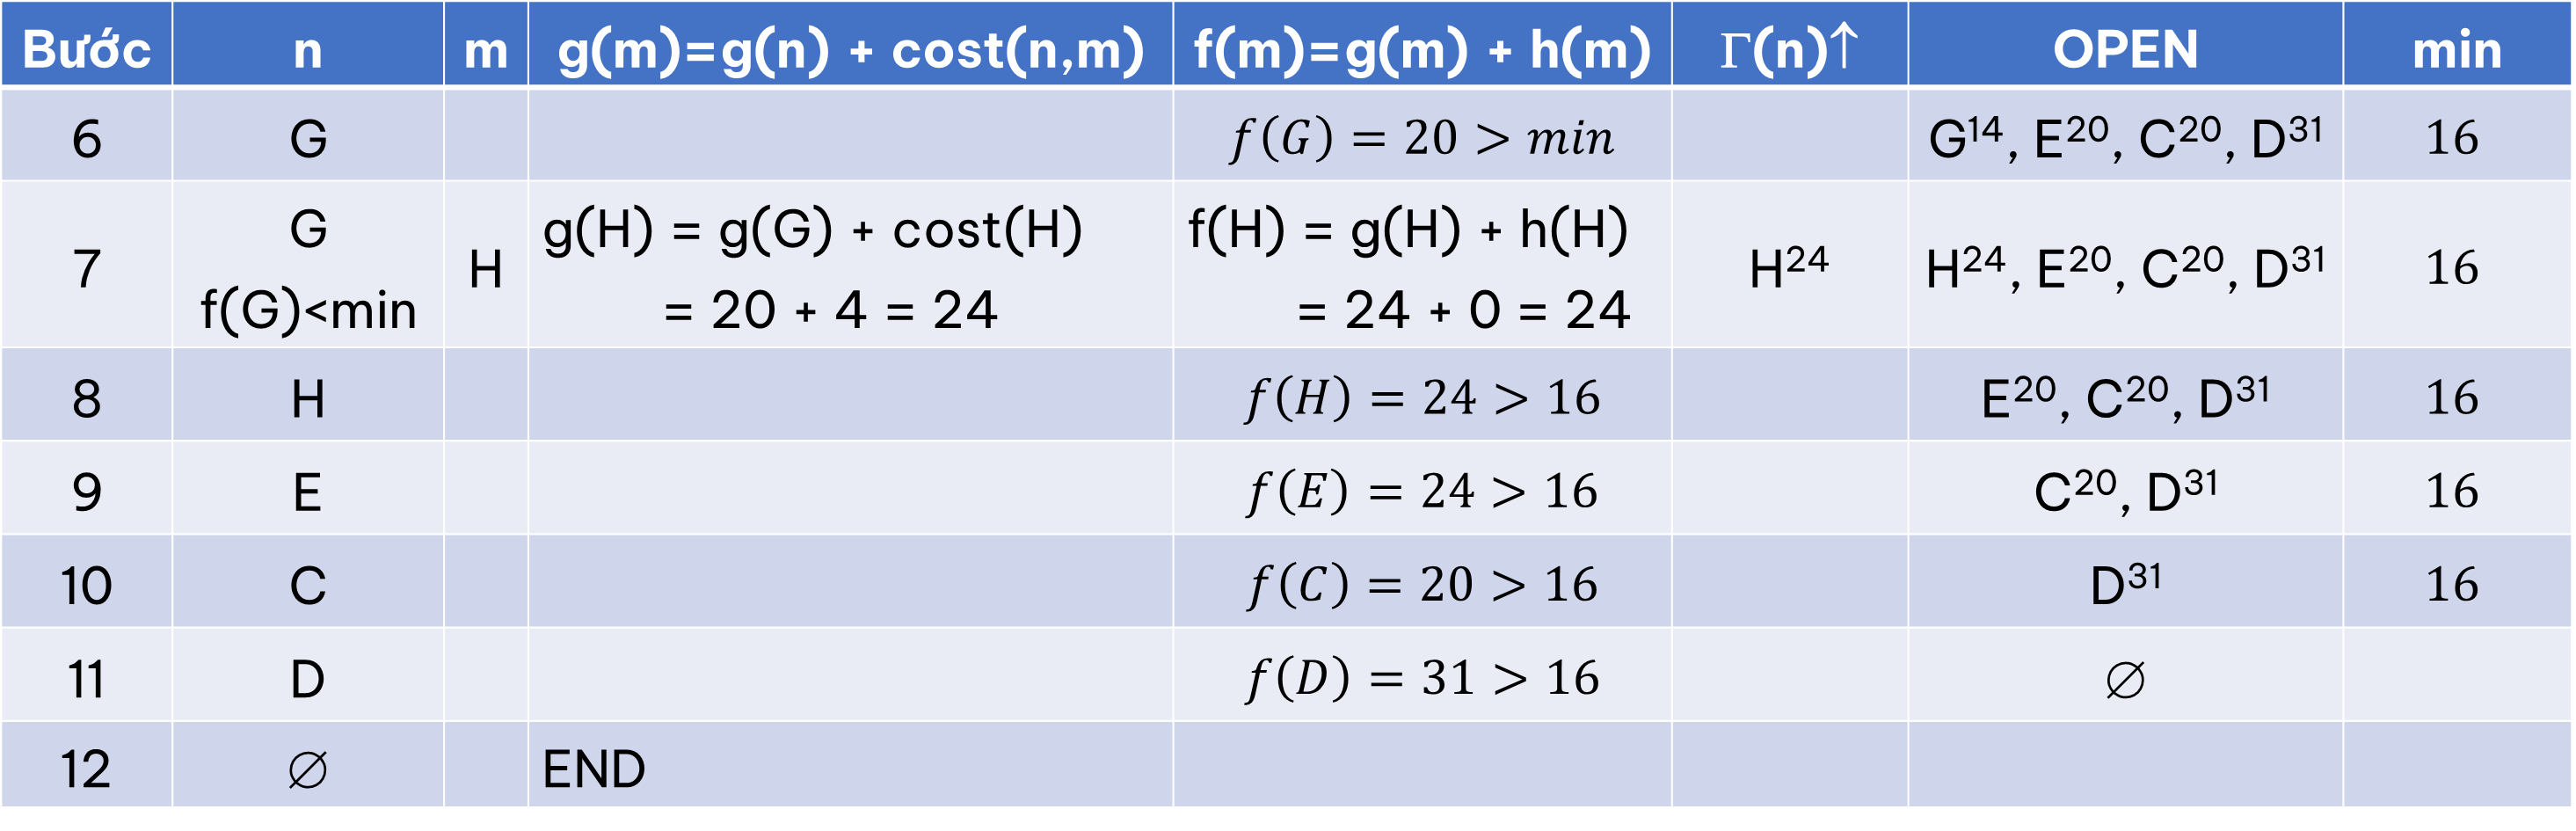 Bước n m g(m)=g(n) + cost(n,m) f(m)=g(m) + h(m) Γ(n)↑ OPEN min
6 G f(G) = 20 > min G¹⁴, E²⁰, C²⁰, D³¹ 16
7 G f(G)<min H g(H) = g(G) + cost(H) = 20 + 4 = 24 f(H) = g(H) + h(H) = 24 + 0 = 24 H²⁴ H²⁴, E²⁰, C²⁰, D³¹ 16
8 H f(H) = 24 > 16 E²⁰, C²⁰, D³¹ 16
9 E f(E) = 24 > 16 C²⁰, D³¹ 16
10 C f(C) = 20 > 16 D³¹ 16
11 D f(D) = 31 > 16 ∅
12 ∅ END